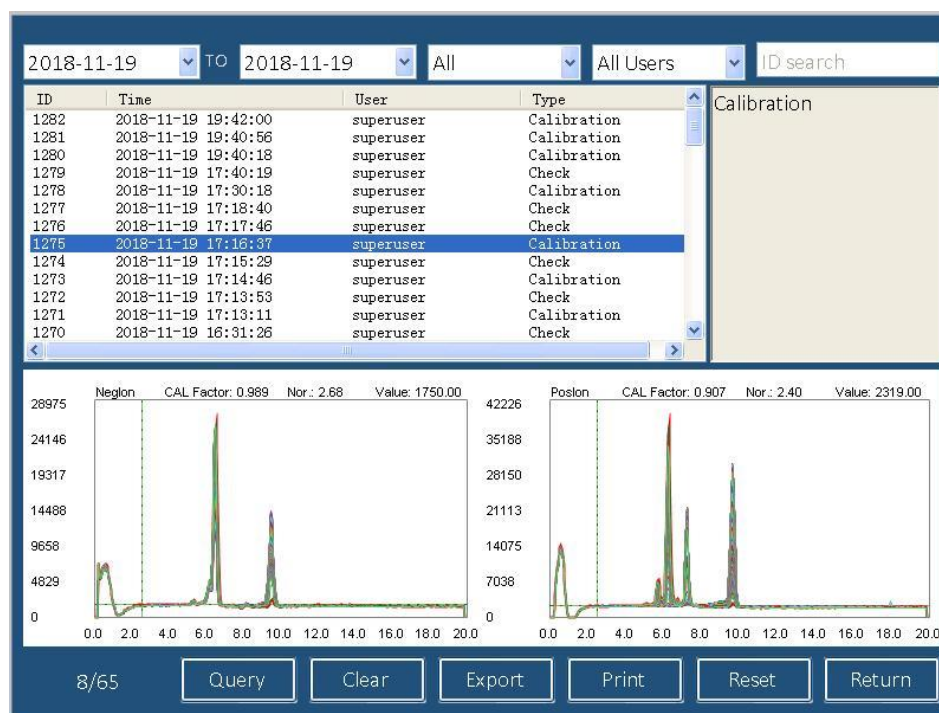 2018-11-19 TO 2018-11-19 All All Users ID search
ID Time User Type
1282 2018-11-19 19:42:00 superuser Calibration
1281 2018-11-19 19:40:56 superuser Calibration
1280 2018-11-19 19:40:18 superuser Calibration
1279 2018-11-19 17:40:19 superuser Check
1278 2018-11-19 17:30:18 superuser Calibration
1277 2018-11-19 17:18:40 superuser Check
1276 2018-11-19 17:17:46 superuser Check
1275 2018-11-19 17:16:37 superuser Calibration
1274 2018-11-19 17:15:29 superuser Check
1273 2018-11-19 17:14:46 superuser Calibration
1272 2018-11-19 17:13:53 superuser Check
1271 2018-11-19 17:13:11 superuser Calibration
1270 2018-11-19 16:31:26 superuser Check
Calibration
NegIon CAL Factor: 0.989 Nor.: 2.68 Value: 1750.00
28975
24146
19317
14488
9658
4829
0
0.0 2.0 4.0 6.0 8.0 10.0 12.0 14.0 16.0 18.0 20.0
PosIon CAL Factor: 0.907 Nor.: 2.40 Value: 2319.00
42226
35188
28150
21113
14075
7038
0
0.0 2.0 4.0 6.0 8.0 10.0 12.0 14.0 16.0 18.0 20.0
8/65 Query Clear Export Print Reset Return